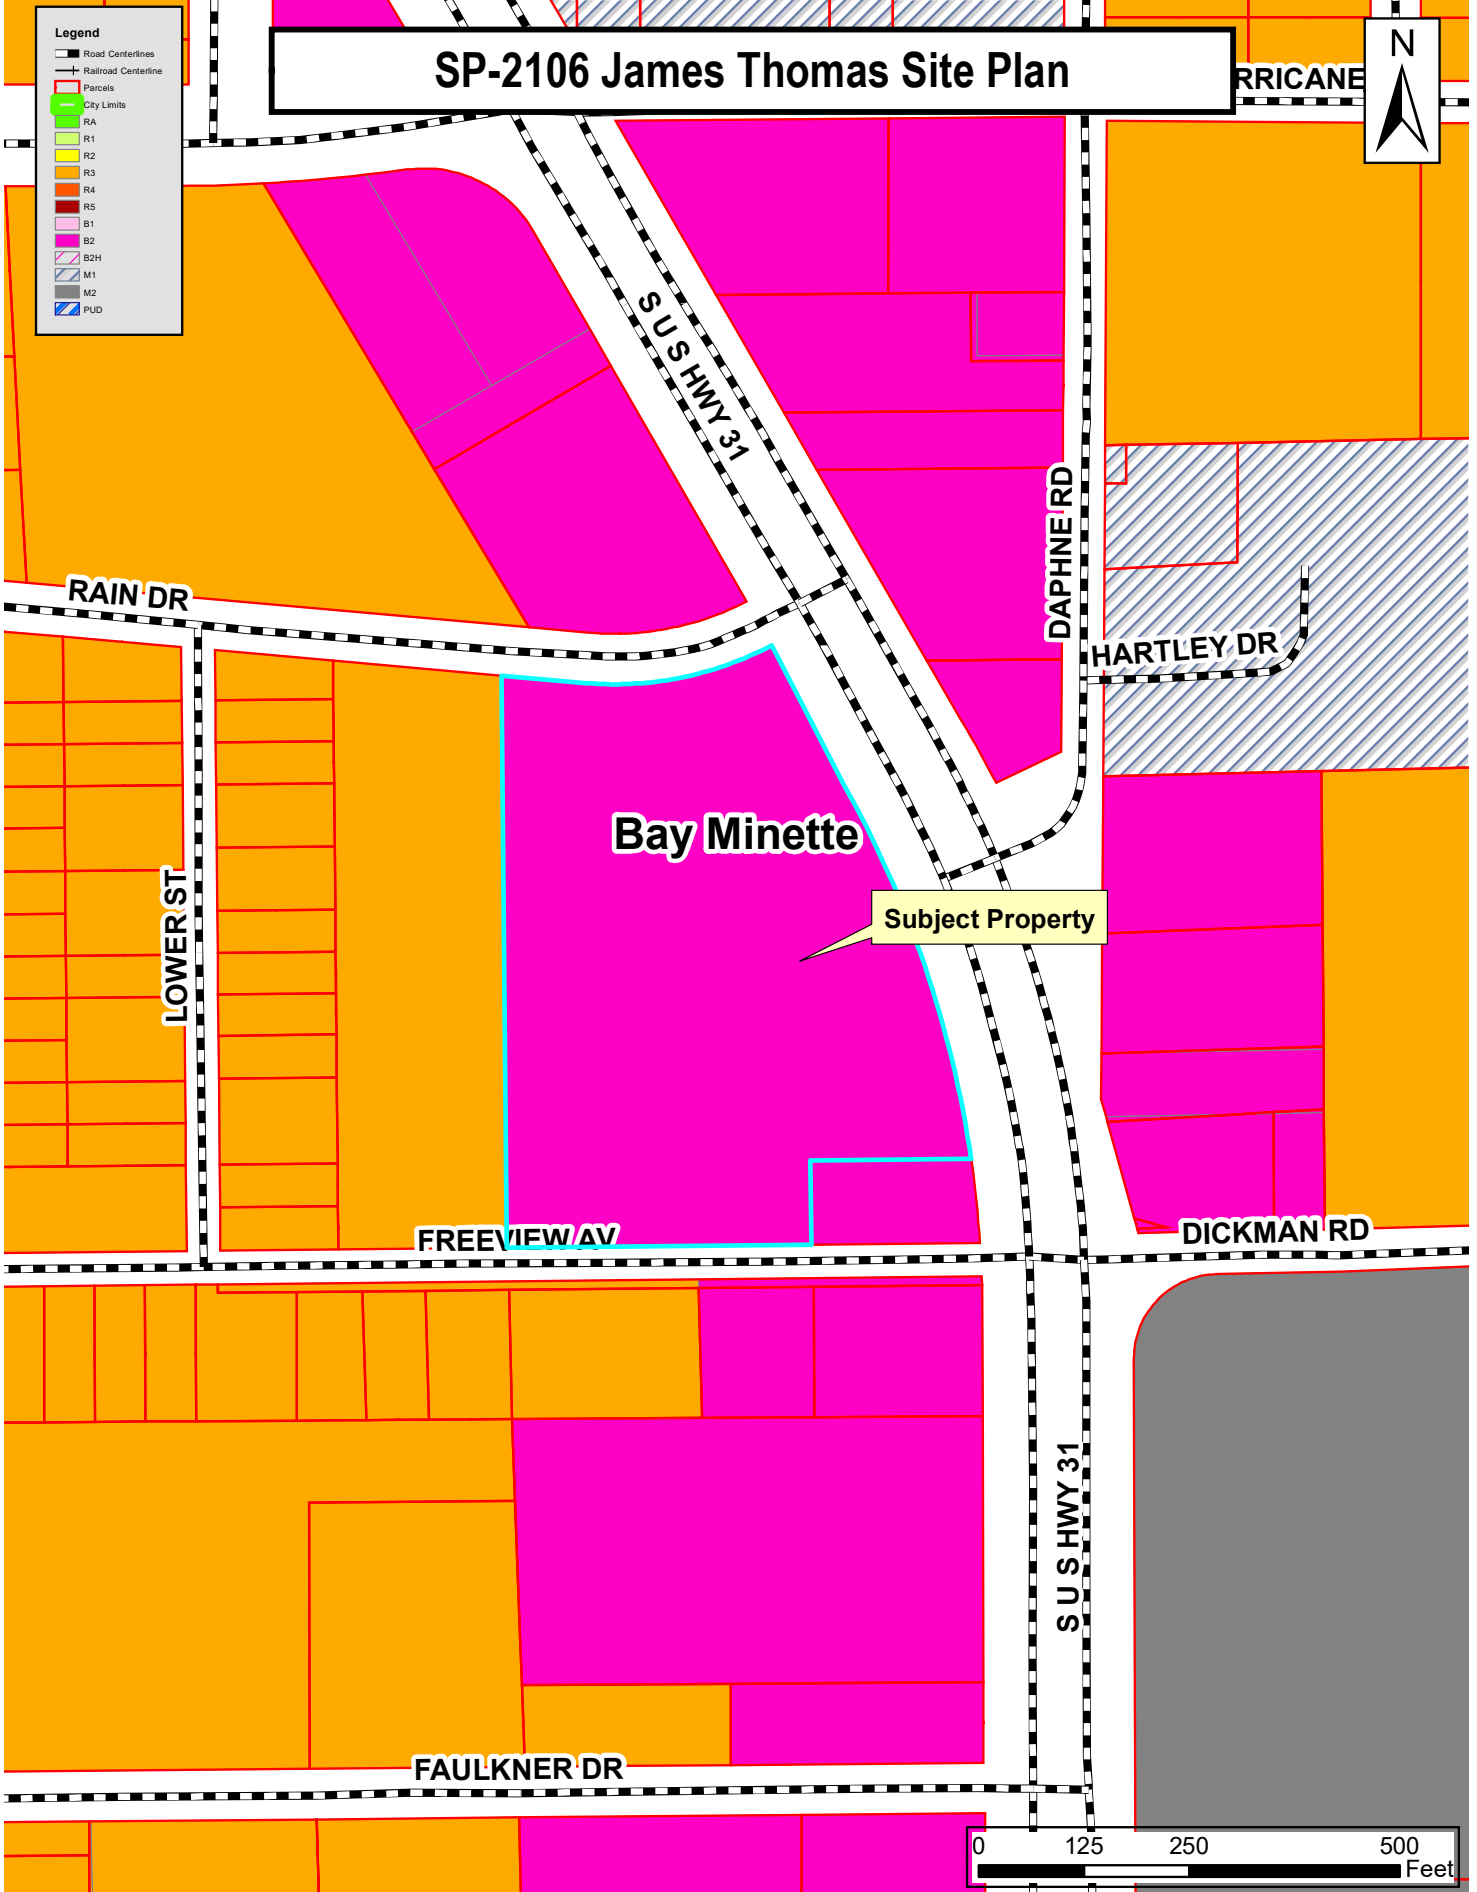 SP-2106 James Thomas Site Plan
Legend
Road Centerlines
Railroad Centerline
Parcels
City Limits
RA
R1
R2
R3
R4
R5
B1
B2
B2H
M1
M2
PUD
RRICANE
N
S U S HWY 31
DAPHNE RD
RAIN DR
HARTLEY DR
Bay Minette
Subject Property
LOWER ST
FREEVIEW AV
DICKMAN RD
S U S HWY 31
FAULKNER DR
0 125 250 500
Feet